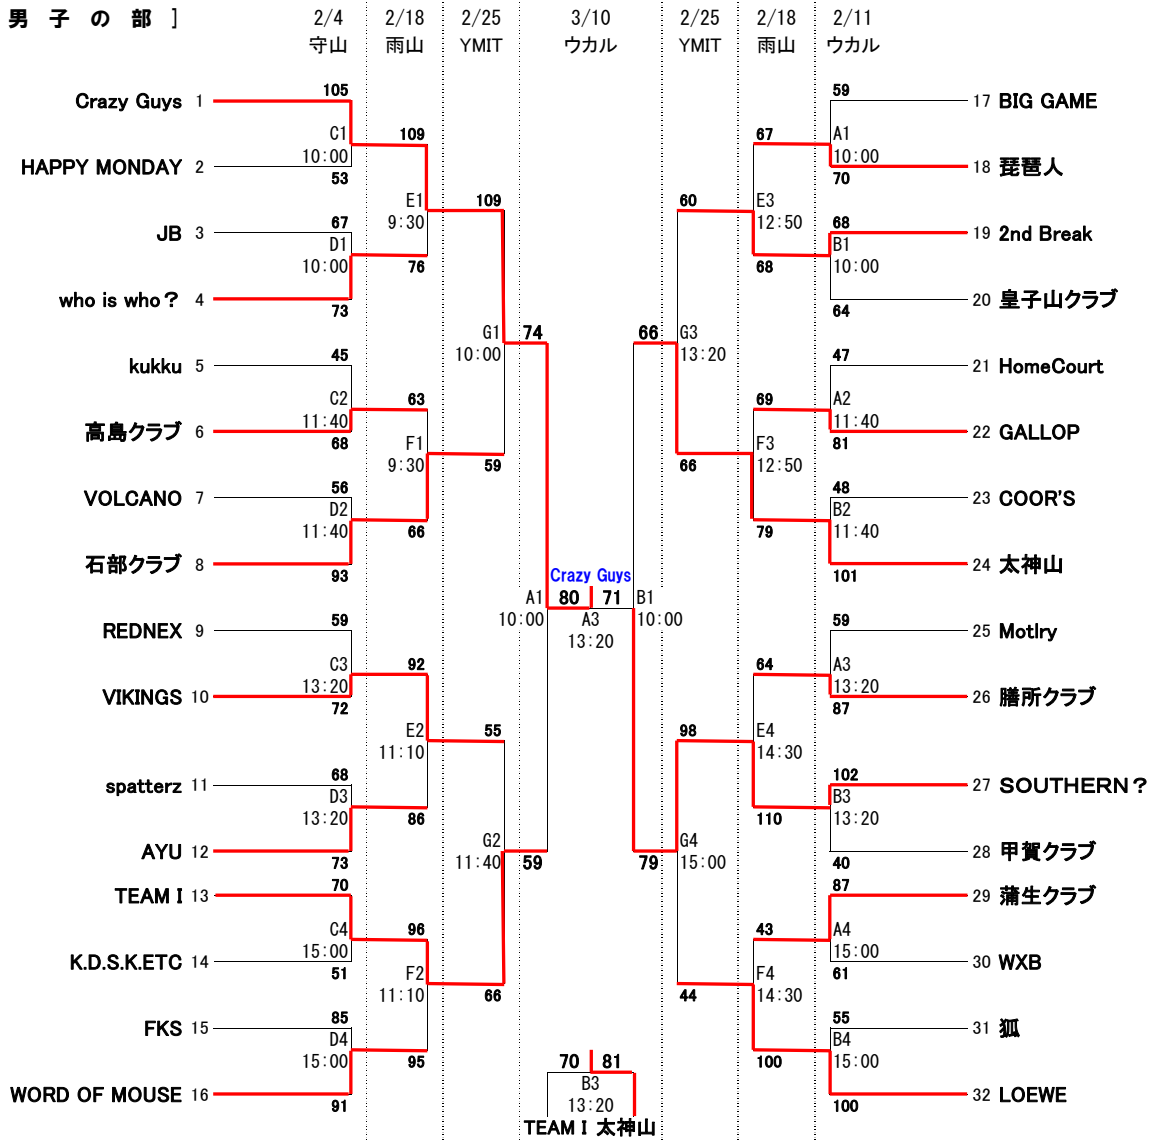 男 子 の 部 ］
2/4 2/18 2/25 3/10 2/25 2/18 2/11
守山 雨山 YMIT ウカル YMIT 雨山 ウカル
105 59
Crazy Guys 1 17 BIG GAME
C1 109 67 A1
10:00 10:00
HAPPY MONDAY 2 18 琵琶人
53 70
E1 109 60 E3
9:30 12:50
67 68
JB 3 19 2nd Break
D1 B1
10:00 76 68 10:00
who is who？ 4 20 皇子山クラブ
73 64
G1 74 66 G3
10:00 13:20
45 47
kukku 5 21 HomeCourt
C2 63 69 A2
11:40 11:40
高島クラブ 6 22 GALLOP
68 81
F1 F3
9:30 59 66 12:50
56 48
VOLCANO 7 23 COOR'S
D2 B2
11:40 66 79 11:40
石部クラブ 8 24 太神山
93 101
Crazy Guys
A1 80 71 B1
10:00 A3 10:00
13:20
59 59
REDNEX 9 25 Motlry
C3 92 64 A3
13:20 13:20
VIKINGS 10 26 膳所クラブ
72 87
E2 55 98 E4
11:10 14:30
68 102
spatterz 11 27 SOUTHERN？
D3 B3
13:20 86 110 13:20
G2 G4
AYU 12 28 甲賀クラブ
11:40 59 79 15:00
73 40
70 87
TEAM I 13 29 蒲生クラブ
C4 96 43 A4
15:00 15:00
K.D.S.K.ETC 14 30 WXB
51 61
F2 F4
11:10 66 44 14:30
85 55
FKS 15 31 狐
D4 B4
15:00 95 70 81 100 15:00
B3
WORD OF MOUSE 16 32 LOEWE
91 13:20 100
TEAM I 太神山